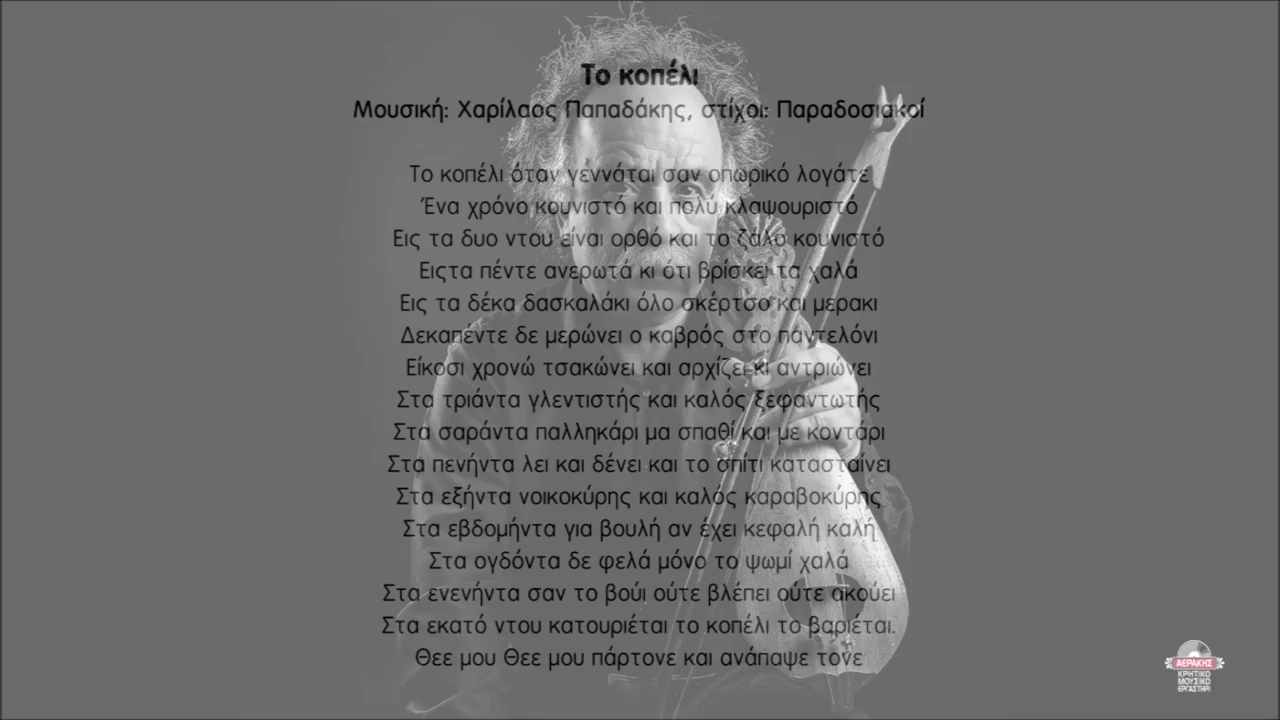 Το κοπέλι
Μουσική: Χαρίλαος Παπαδάκης, στίχοι: Παραδοσιακοί
Το κοπέλι όταν γεννάται σαν οπωρικό λογάτε
Ένα χρόνο κουνιστό και πολύ κλαψουριστό
Εις τα δυο ντου είναι ορθό και το ζάλο κουνιστό
Ειςτα πέντε ανερωτά κι ότι βρίσκει τα χαλά
Εις τα δέκα δασκαλάκι όλο σκέρτσο και μερακι
Δεκαπέντε δε μερώνει ο καβρός στο παντελόνι
Είκοσι χρονώ τσακώνει και αρχίζει κι αντριώνει
Στα τριάντα γλεντιστής και καλός ξεφαντωτής
Στα σαράντα παλληκάρι μα σπαθί και με κοντάρι
Στα πενήντα λει και δένει και το σπίτι κατασταίνει
Στα εξήντα νοικοκύρης και καλός καραβοκύρης
Στα εβδομήντα για βουλή αν έχει κεφαλή καλή
Στα ογδόντα δε φελά μόνο το ψωμί χαλά
Στα ενενήντα σαν το βούι ούτε βλέπει ούτε ακούει
Στα εκατό ντου κατουριέται το κοπέλι το βαριέται.
Θεε μου Θεε μου πάρτονε και ανάπαψε τονε
ΑΕΡΑΚΗΣ
ΚΡΗΤΙΚΟ
ΜΟΥΣΙΚΟ
ΕΡΓΑΣΤΗΡΙ